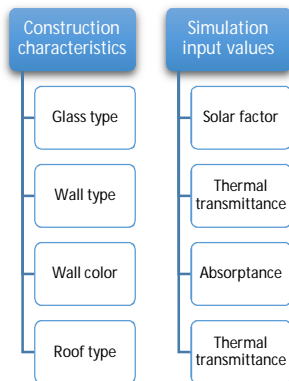 Construction
characteristics
Glass type
Wall type
Wall color
Roof type
Simulation
input values
Solar factor
Thermal
transmittance
Absorptance
Thermal
transmittance